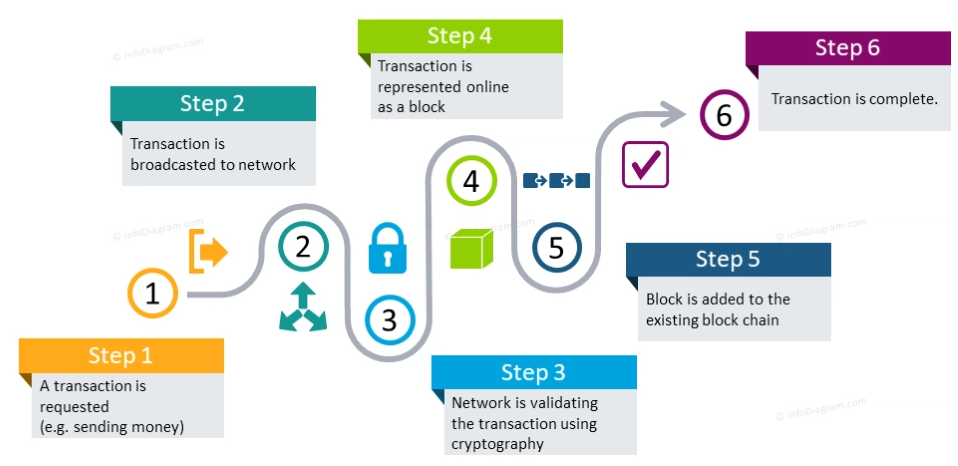 © infoDiagram.com
Step 4
Transaction is
represented online
as a block
Step 6
Transaction is complete.
6
Step 2
Transaction is
broadcasted to network
4
© infoDiagram.com
© infoDiagram.com
2
5
Step 5
Block is added to the
existing block chain
1
3
Step 1
A transaction is
requested
(e.g. sending money)
Step 3
Network is validating
the transaction using
cryptography
© infoDiagram.com